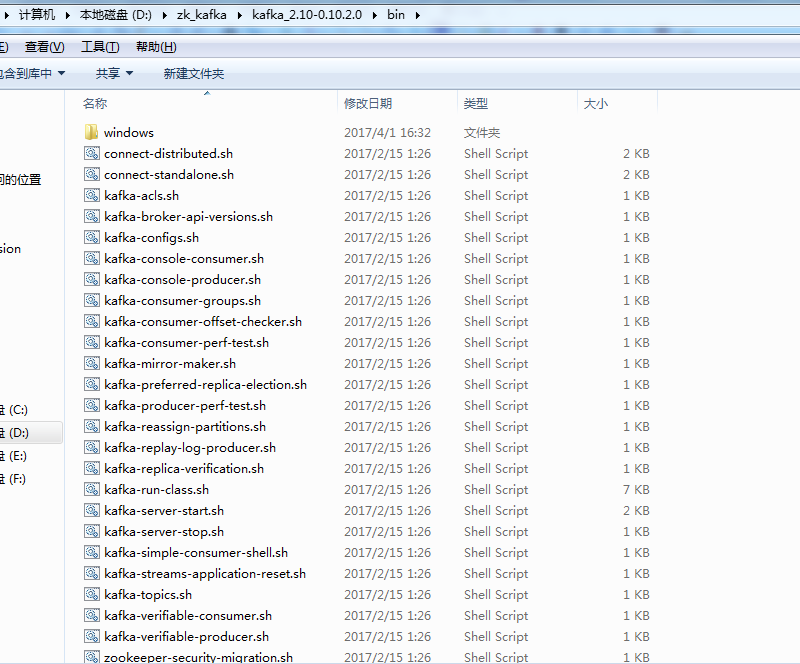 计算机 本地磁盘 (D:) zk_kafka kafka_2.10-0.10.2.0 bin
查看(V) 工具(T) 帮助(H)
包含到库中 共享 新建文件夹
名称 修改日期 类型 大小
windows 2017/4/1 16:32 文件夹
connect-distributed.sh 2017/2/15 1:26 Shell Script 2 KB
connect-standalone.sh 2017/2/15 1:26 Shell Script 2 KB
的位置 kafka-acls.sh 2017/2/15 1:26 Shell Script 1 KB
kafka-broker-api-versions.sh 2017/2/15 1:26 Shell Script 1 KB
kafka-configs.sh 2017/2/15 1:26 Shell Script 1 KB
sion kafka-console-consumer.sh 2017/2/15 1:26 Shell Script 1 KB
kafka-console-producer.sh 2017/2/15 1:26 Shell Script 1 KB
kafka-consumer-groups.sh 2017/2/15 1:26 Shell Script 1 KB
kafka-consumer-offset-checker.sh 2017/2/15 1:26 Shell Script 1 KB
kafka-consumer-perf-test.sh 2017/2/15 1:26 Shell Script 1 KB
kafka-mirror-maker.sh 2017/2/15 1:26 Shell Script 1 KB
kafka-preferred-replica-election.sh 2017/2/15 1:26 Shell Script 1 KB
盘 (C:) kafka-producer-perf-test.sh 2017/2/15 1:26 Shell Script 1 KB
盘 (D:) kafka-reassign-partitions.sh 2017/2/15 1:26 Shell Script 1 KB
盘 (E:) kafka-replay-log-producer.sh 2017/2/15 1:26 Shell Script 1 KB
盘 (F:) kafka-replica-verification.sh 2017/2/15 1:26 Shell Script 1 KB
kafka-run-class.sh 2017/2/15 1:26 Shell Script 7 KB
kafka-server-start.sh 2017/2/15 1:26 Shell Script 2 KB
kafka-server-stop.sh 2017/2/15 1:26 Shell Script 1 KB
kafka-simple-consumer-shell.sh 2017/2/15 1:26 Shell Script 1 KB
kafka-streams-application-reset.sh 2017/2/15 1:26 Shell Script 1 KB
kafka-topics.sh 2017/2/15 1:26 Shell Script 1 KB
kafka-verifiable-consumer.sh 2017/2/15 1:26 Shell Script 1 KB
kafka-verifiable-producer.sh 2017/2/15 1:26 Shell Script 1 KB
zookeeper-security-migration.sh 2017/2/15 1:26 Shell Script 1 KB